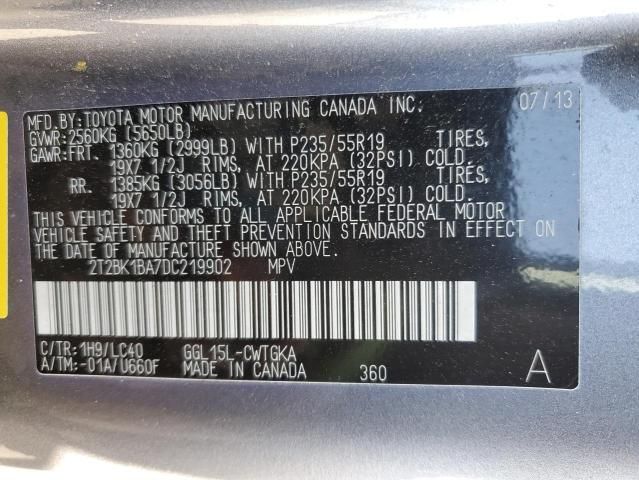 MFD.BY:TOYOTA MOTOR MANUFACTURING CANADA INC. 07/13
GVWR:2560KG (5650LB)
GAWR:FRT. 1360KG (2999LB) WITH P235/55R19 TIRES,
19X7 1/2J RIMS, AT 220KPA (32PSI) COLD.
RR. 1385KG (3056LB) WITH P235/55R19 TIRES,
19X7 1/2J RIMS, AT 220KPA (32PSI) COLD.
THIS VEHICLE CONFORMS TO ALL APPLICABLE FEDERAL MOTOR
VEHICLE SAFETY AND THEFT PREVENTION STANDARDS IN EFFECT ON
THE DATE OF MANUFACTURE SHOWN ABOVE.
2T2BK1BA7DC219902 MPV
C/TR:1H9/LC40 GGL15L-CWTGKA
A/TM:-01A/U660F MADE IN CANADA 360 A